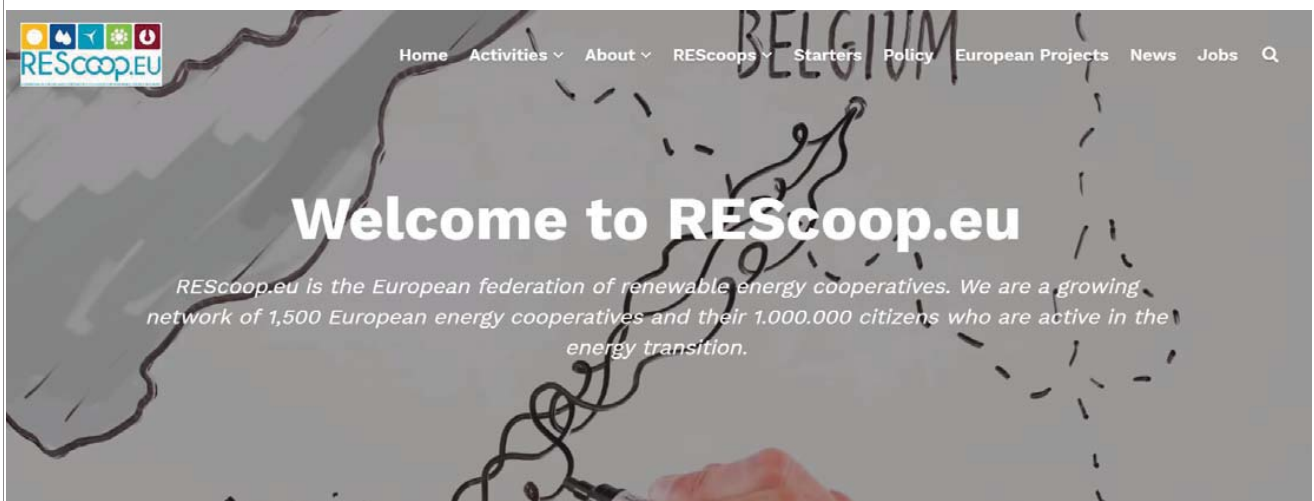 REScoop.EU
Home Activities About REScoops Starters Policy European Projects News Jobs
BELGIUM
Welcome to REScoop.eu
REScoop.eu is the European federation of renewable energy cooperatives. We are a growing
network of 1,500 European energy cooperatives and their 1.000.000 citizens who are active in the
energy transition.